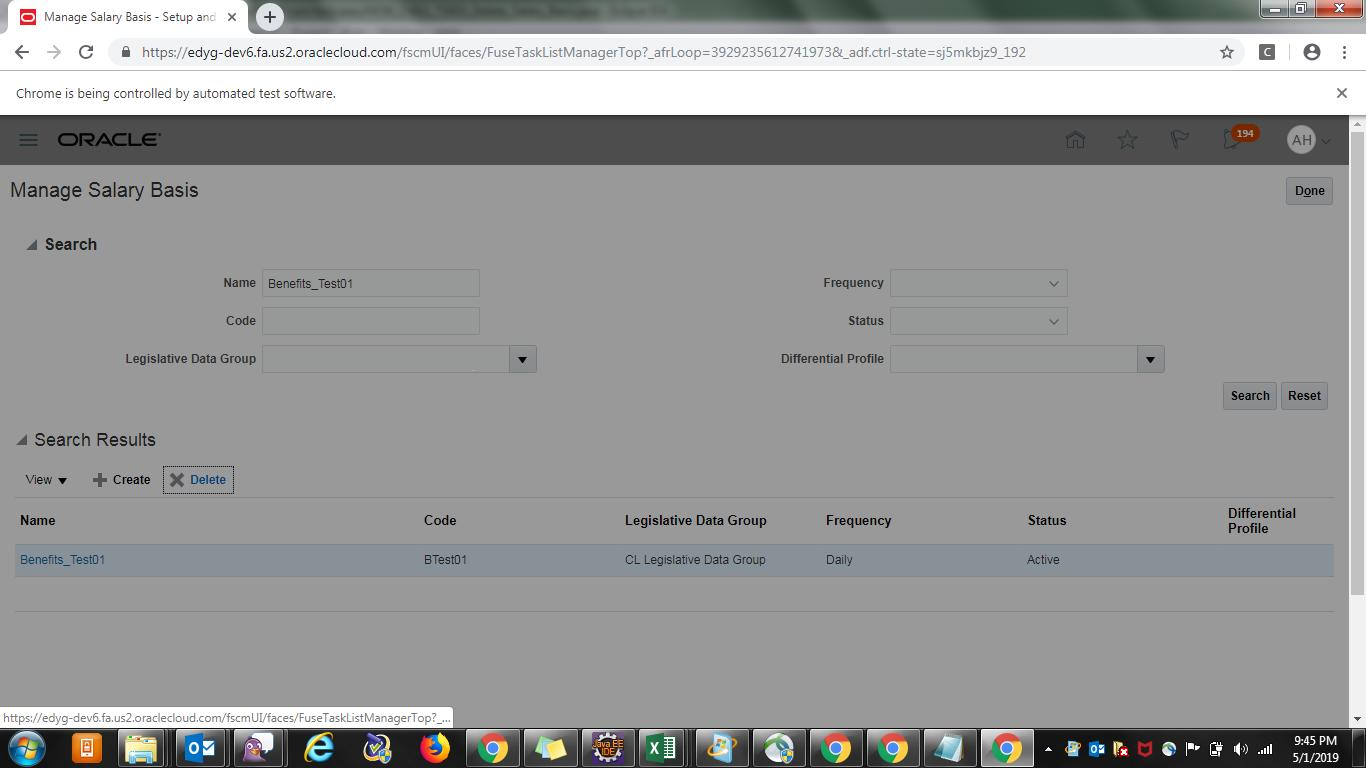 Manage Salary Basis - Setup and
https://edyg-dev6.fa.us2.oraclecloud.com/fscmUI/faces/FuseTaskListManagerTop?_afrLoop=39292356127419738&_adf.ctrl-state=sj5mkbjz9_192
C
Chrome is being controlled by automated test software.
ORACLE
194
AH
Manage Salary Basis
Done
Search
Name Benefits_Test01 Frequency
Code Status
Legislative Data Group Differential Profile
Search Reset
Search Results
View Create Delete
Name Code Legislative Data Group Frequency Status Differential Profile
Benefits_Test01 BTest01 CL Legislative Data Group Daily Active
https://edyg-dev6.fa.us2.oraclecloud.com/fscmUI/faces/FuseTaskListManagerTop?_...
Java EE
IDE
9:45 PM
5/1/2019